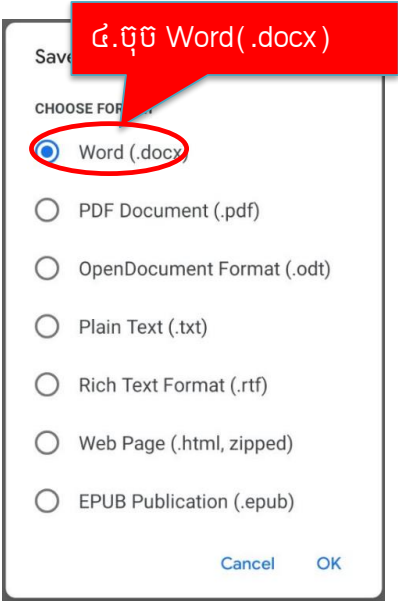 ៤.ចុច Word(.docx)
Save
CHOOSE FOR
Word (.docx)
PDF Document (.pdf)
OpenDocument Format (.odt)
Plain Text (.txt)
Rich Text Format (.rtf)
Web Page (.html, zipped)
EPUB Publication (.epub)
Cancel OK